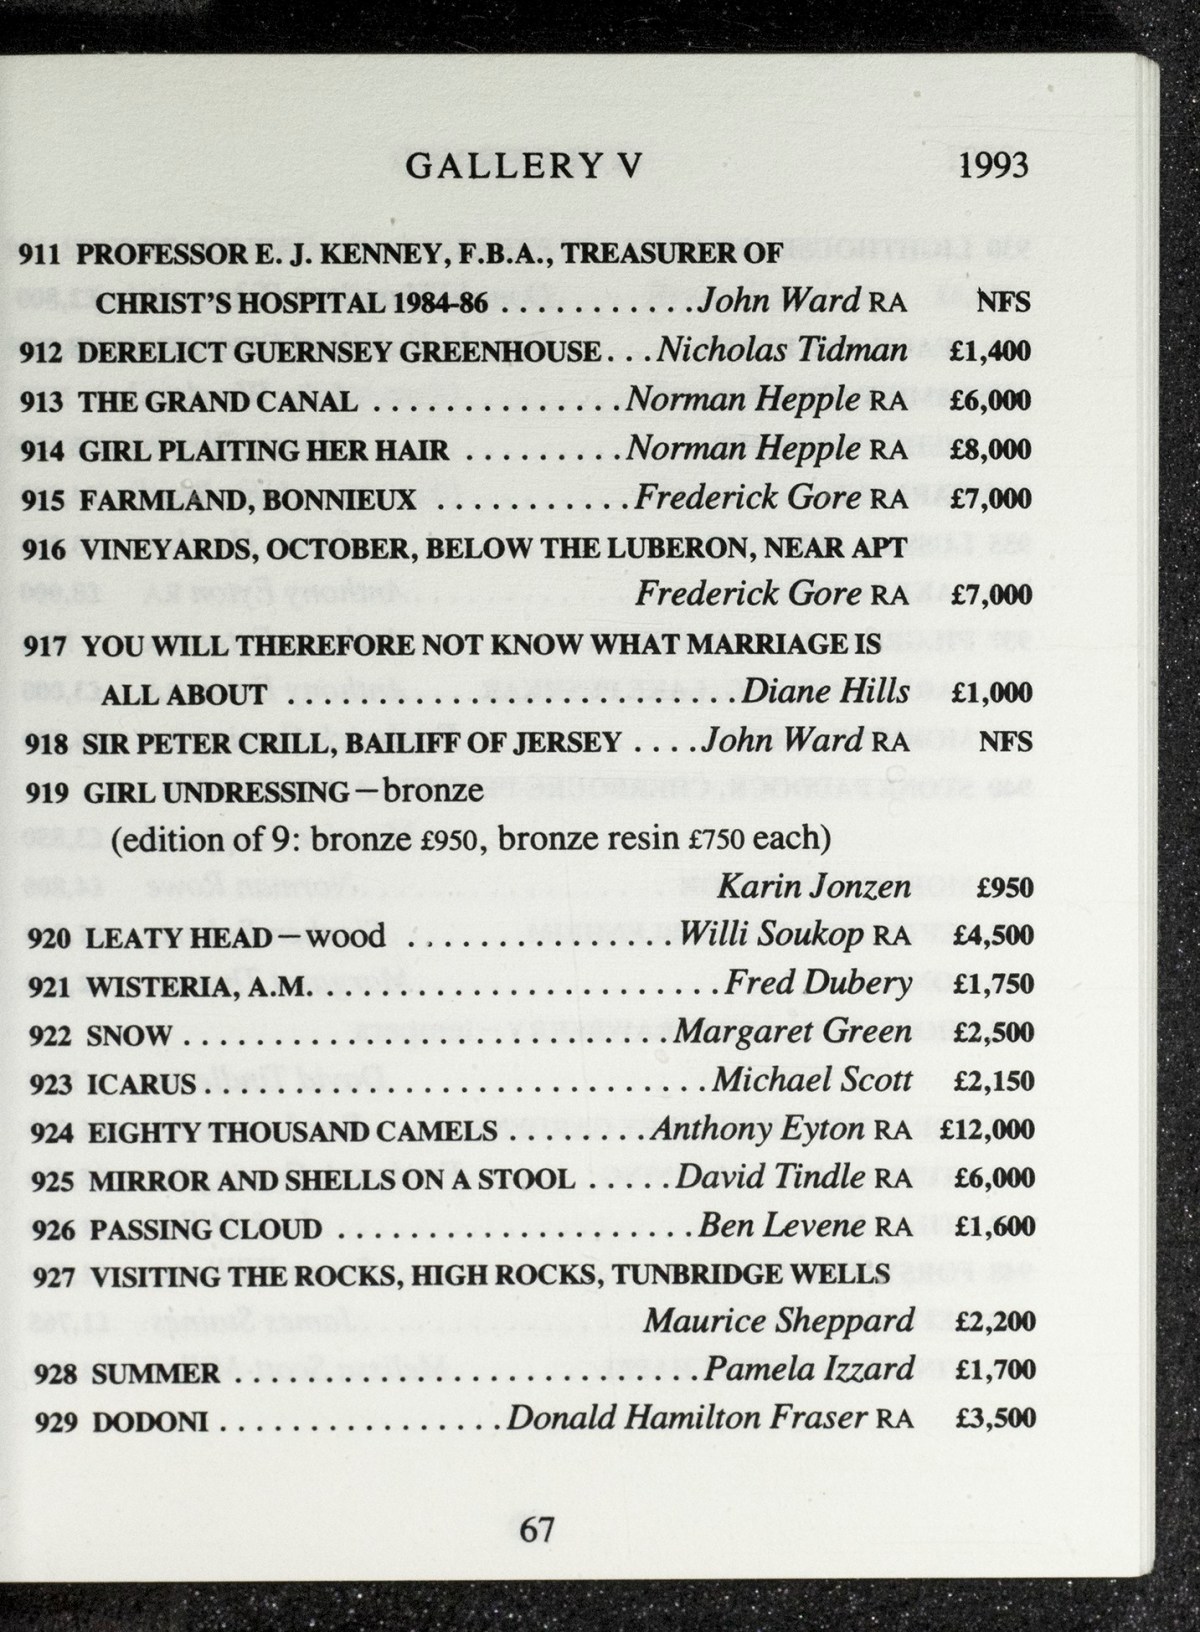 GALLERY V 1993
911 PROFESSOR E. J. KENNEY, F.B.A., TREASURER OF
CHRIST'S HOSPITAL 1984-86 . . . . . . . . . . . . John Ward RA NFS
912 DERELICT GUERNSEY GREENHOUSE. . . Nicholas Tidman £1,400
913 THE GRAND CANAL . . . . . . . . . . . . . . . Norman Hepple RA £6,000
914 GIRL PLAITING HER HAIR . . . . . . . . . Norman Hepple RA £8,000
915 FARMLAND, BONNIEUX . . . . . . . . . . . Frederick Gore RA £7,000
916 VINEYARDS, OCTOBER, BELOW THE LUBERON, NEAR APT
Frederick Gore RA £7,000
917 YOU WILL THEREFORE NOT KNOW WHAT MARRIAGE IS
ALL ABOUT . . . . . . . . . . . . . . . . . . . . . . . . . . Diane Hills £1,000
918 SIR PETER CRILL, BAILIFF OF JERSEY . . . . John Ward RA NFS
919 GIRL UNDRESSING — bronze
(edition of 9: bronze £950, bronze resin £750 each)
Karin Jonzen £950
920 LEATY HEAD — wood . . . . . . . . . . . . . . . . Willi Soukop RA £4,500
921 WISTERIA, A.M. . . . . . . . . . . . . . . . . . . . . . . . Fred Dubery £1,750
922 SNOW . . . . . . . . . . . . . . . . . . . . . . . . . . . . Margaret Green £2,500
923 ICARUS . . . . . . . . . . . . . . . . . . . . . . . . . . . . . Michael Scott £2,150
924 EIGHTY THOUSAND CAMELS . . . . . . . . Anthony Eyton RA £12,000
925 MIRROR AND SHELLS ON A STOOL . . . . . David Tindle RA £6,000
926 PASSING CLOUD . . . . . . . . . . . . . . . . . . . . Ben Levene RA £1,600
927 VISITING THE ROCKS, HIGH ROCKS, TUNBRIDGE WELLS
Maurice Sheppard £2,200
928 SUMMER . . . . . . . . . . . . . . . . . . . . . . . . . . . Pamela Izzard £1,700
929 DODONI . . . . . . . . . . . . . . . . Donald Hamilton Fraser RA £3,500
67